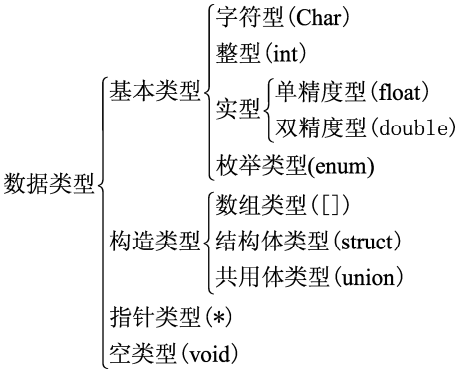 字符型(Char)
整型(int)
基本类型
实型
单精度型(float)
双精度型(double)
枚举类型(enum)
数据类型
构造类型
数组类型([])
结构体类型(struct)
共用体类型(union)
指针类型(*)
空类型(void)